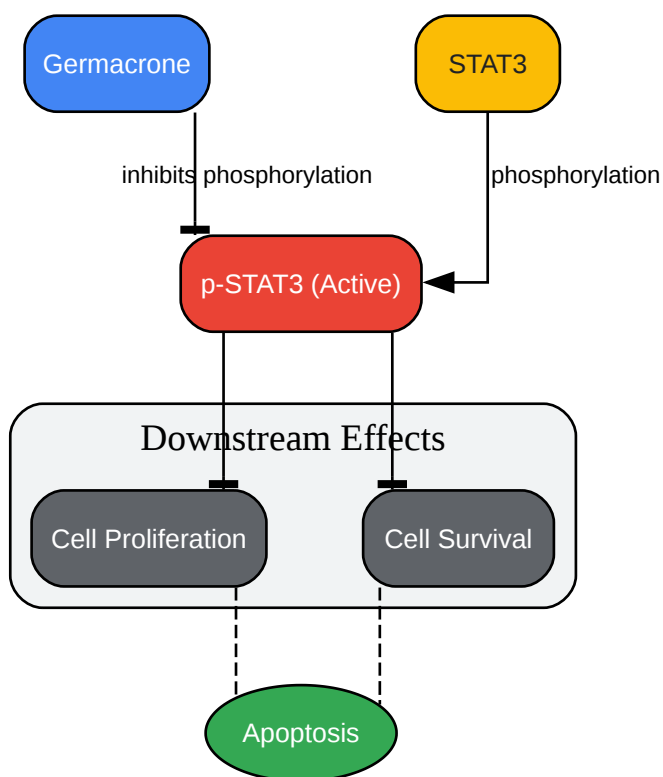 Germacrone
STAT3
inhibits phosphorylation
phosphorylation
p-STAT3 (Active)
Downstream Effects
Cell Proliferation
Cell Survival
Apoptosis